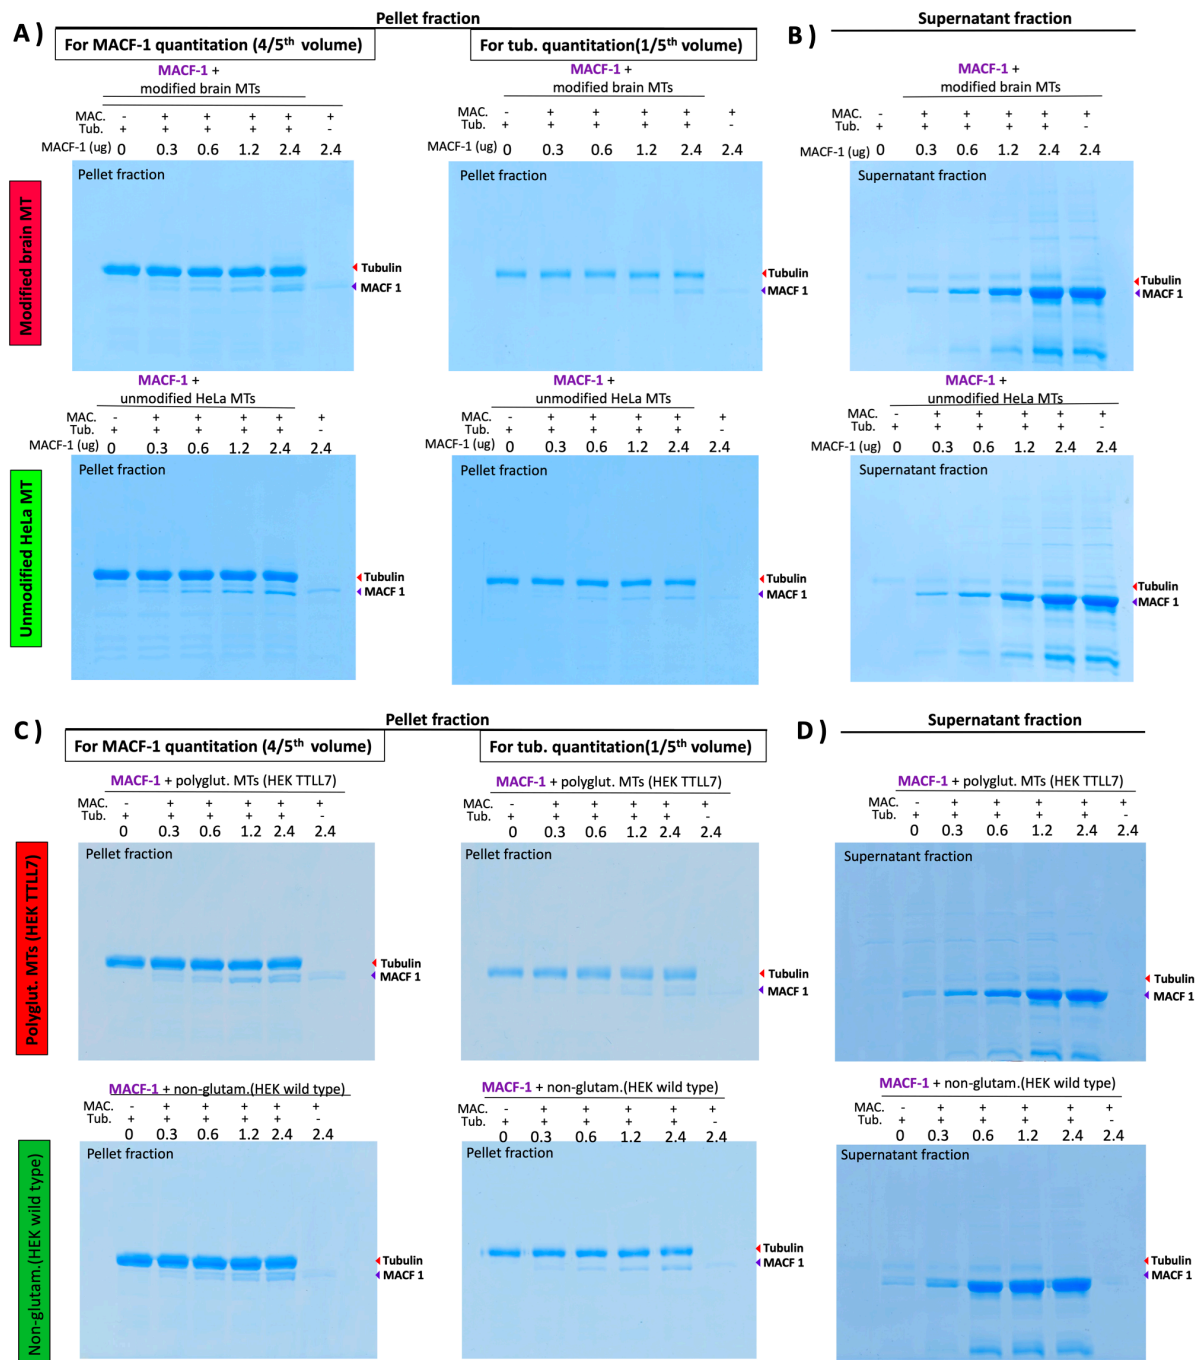 A )
Pellet fraction
For MACF-1 quantitation (4/5th volume)
For tub. quantitation(1/5th volume)
B )
Supernatant fraction
Modified brain MT
MACF-1 +
modified brain MTs
MAC. - + + + + +
Tub. + + + + + -
MACF-1 (ug) 0 0.3 0.6 1.2 2.4 2.4
Pellet fraction
Tubulin
MACF 1
MACF-1 +
modified brain MTs
MAC. - + + + + +
Tub. + + + + + -
MACF-1 (ug) 0 0.3 0.6 1.2 2.4 2.4
Pellet fraction
Tubulin
MACF 1
MACF-1 +
modified brain MTs
MAC. - + + + + +
Tub. + + + + + -
MACF-1 (ug) 0 0.3 0.6 1.2 2.4 2.4
Supernatant fraction
Tubulin
MACF 1
Unmodified HeLa MT
MACF-1 +
unmodified HeLa MTs
MAC. - + + + + +
Tub. + + + + + -
MACF-1 (ug) 0 0.3 0.6 1.2 2.4 2.4
Pellet fraction
Tubulin
MACF 1
MACF-1 +
unmodified HeLa MTs
MAC. - + + + + +
Tub. + + + + + -
MACF-1 (ug) 0 0.3 0.6 1.2 2.4 2.4
Pellet fraction
Tubulin
MACF 1
MACF-1 +
unmodified HeLa MTs
MAC. - + + + + +
Tub. + + + + + -
MACF-1 (ug) 0 0.3 0.6 1.2 2.4 2.4
Supernatant fraction
Tubulin
MACF 1
C )
Pellet fraction
For MACF-1 quantitation (4/5th volume)
For tub. quantitation(1/5th volume)
D )
Supernatant fraction
Polyglut. MTs (HEK TTLL7)
MACF-1 + polyglut. MTs (HEK TTLL7)
MAC. - + + + + +
Tub. + + + + + -
0 0.3 0.6 1.2 2.4 2.4
Pellet fraction
Tubulin
MACF 1
MACF-1 + polyglut. MTs (HEK TTLL7)
MAC. - + + + + +
Tub. + + + + + -
0 0.3 0.6 1.2 2.4 2.4
Pellet fraction
Tubulin
MACF 1
MACF-1 + polyglut. MTs (HEK TTLL7)
MAC. - + + + + +
Tub. + + + + + -
0 0.3 0.6 1.2 2.4 2.4
Supernatant fraction
Tubulin
MACF 1
Non-glutam.(HEK wild type)
MACF-1 + non-glutam.(HEK wild type)
MAC. - + + + + +
Tub. + + + + + -
0 0.3 0.6 1.2 2.4 2.4
Pellet fraction
Tubulin
MACF 1
MACF-1 + non-glutam.(HEK wild type)
MAC. - + + + + +
Tub. + + + + + -
0 0.3 0.6 1.2 2.4 2.4
Pellet fraction
Tubulin
MACF 1
MACF-1 + non-glutam.(HEK wild type)
MAC. - + + + + +
Tub. + + + + + -
0 0.3 0.6 1.2 2.4 2.4
Supernatant fraction
Tubulin
MACF 1